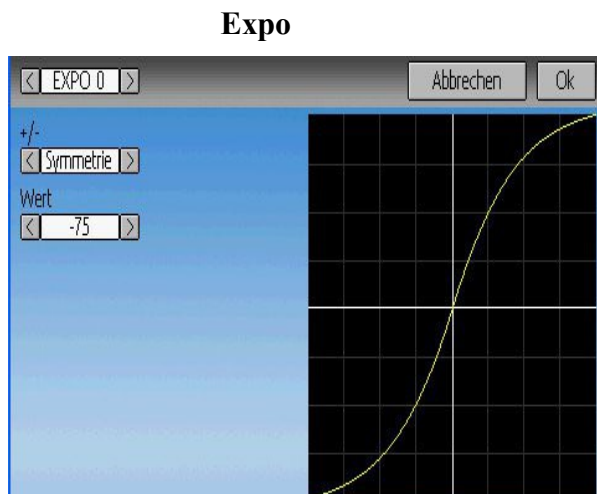 Expo
< EXPO 0 > Abbrechen Ok
+/-
< Symmetrie >
Wert
< -75 >